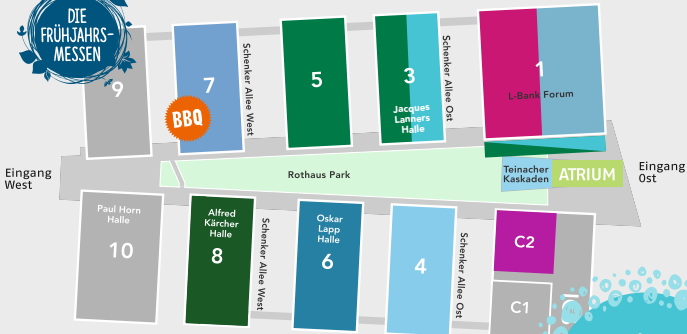 DIE
FRÜHJAHRS-
MESSEN
9
7
BBQ
Schenker Allee West
5
3
Jacques
Lanners
Halle
Schenker Allee Ost
1
L-Bank Forum
Eingang
West
Rothaus Park
Teinacher
Kaskaden
ATRIUM
Eingang
Ost
Paul Horn
Halle
10
Alfred
Kärcher
Halle
8
Schenker Allee West
Oskar
Lapp
Halle
6
4
Schenker Allee Ost
C2
C1